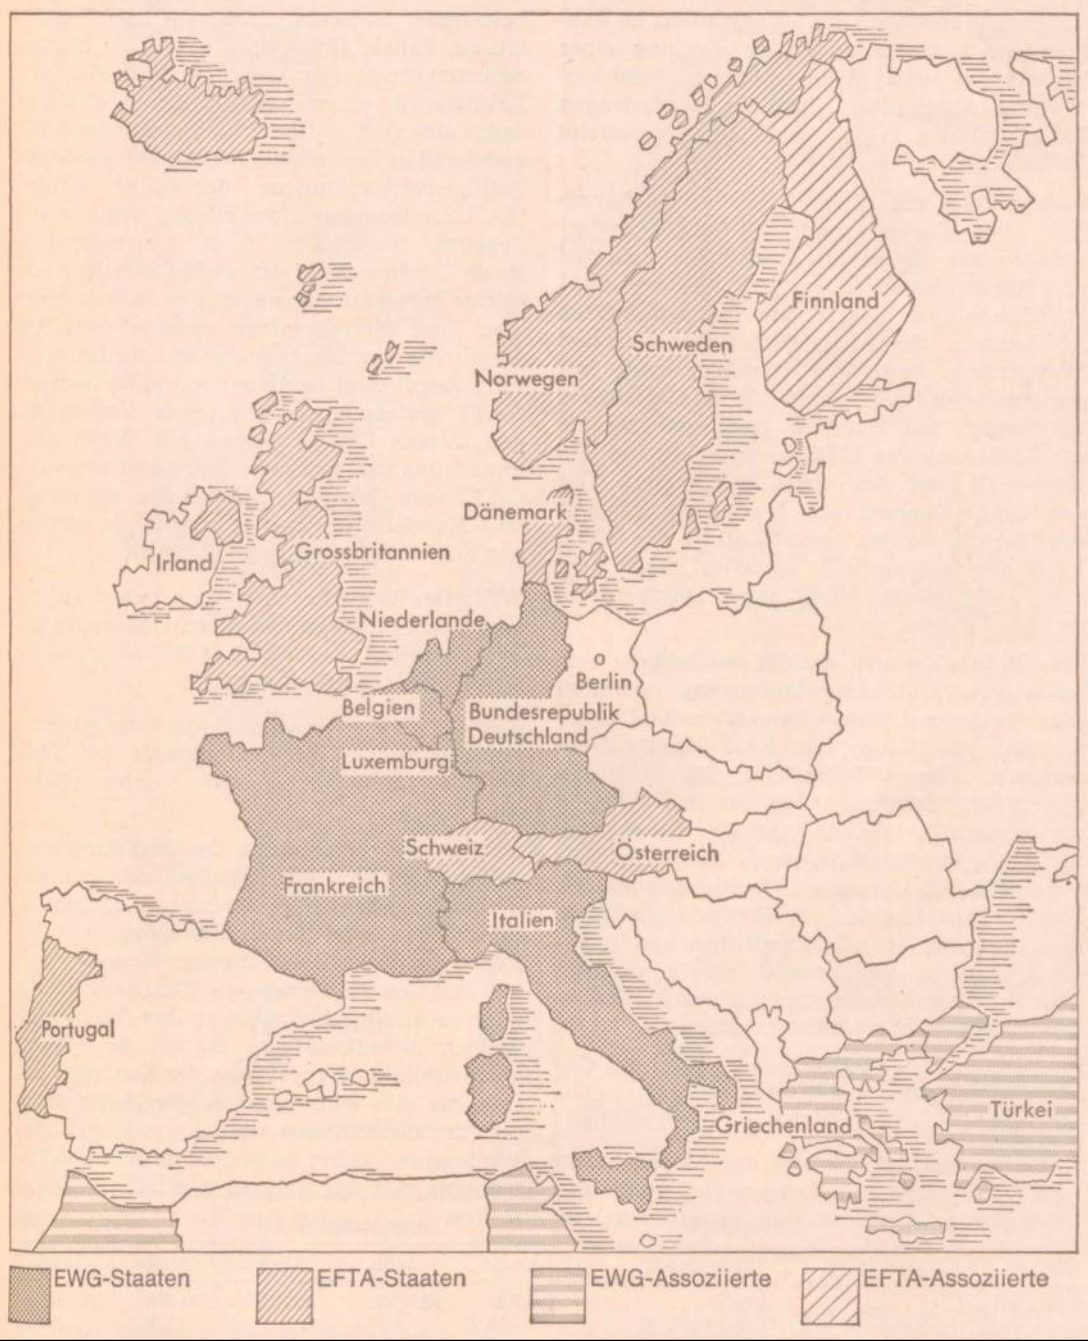 Finnland
Schweden
Norwegen
Dänemark
Irland
Grossbritannien
Niederlande
Berlin
Belgien
Bundesrepublik
Deutschland
Luxemburg
Schweiz
Österreich
Frankreich
Italien
Portugal
Griechenland
Türkei
EWG-Staaten
EFTA-Staaten
EWG-Assoziierte
EFTA-Assoziierte